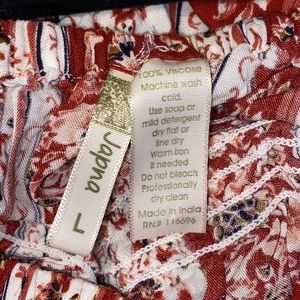 Japna
L
100% Viscose
Machine wash
cold.
Use soap or
mild detergent
dry flat or
line dry.
Warm Iron
if needed
Do not bleach
Professionally
dry clean
Made in India
RN# 116696